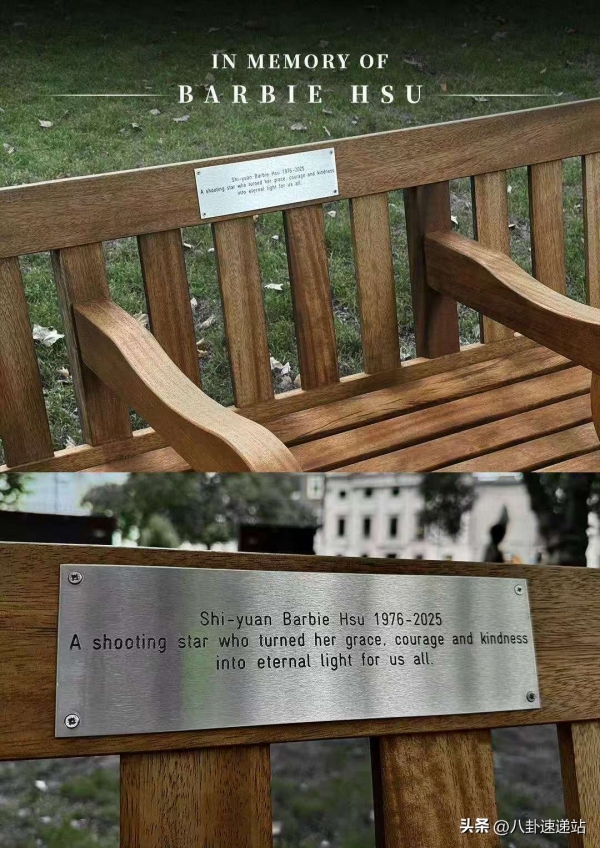 IN MEMORY OF
BARBIE HSU
Shi-yuan Barbie Hsu 1976-2025
A shooting star who turned her grace, courage and kindness
into eternal light for us all.
Shi-yuan Barbie Hsu 1976-2025
A shooting star who turned her grace, courage and kindness
into eternal light for us all.
头条 @八卦速递站